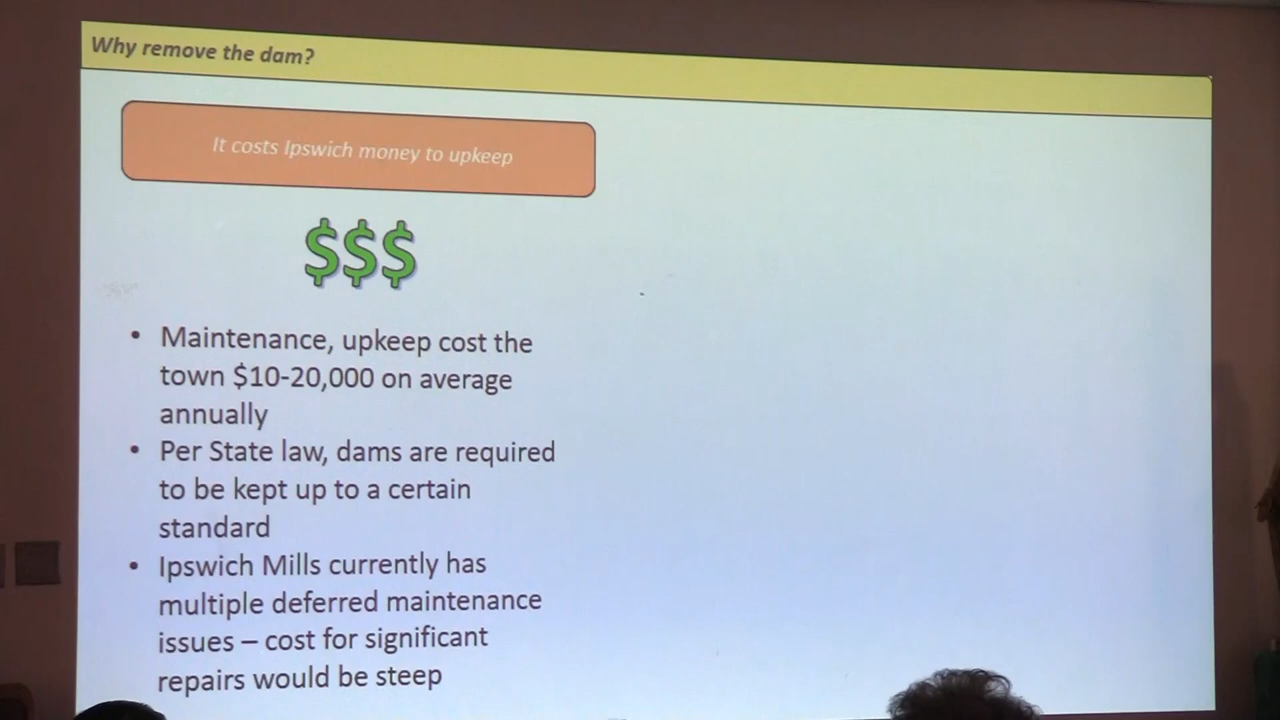 Why remove the dam?
It costs Ipswich money to upkeep
$$$
• Maintenance, upkeep cost the
town $10-20,000 on average
annually
• Per State law, dams are required
to be kept up to a certain
standard
• Ipswich Mills currently has
multiple deferred maintenance
issues – cost for significant
repairs would be steep